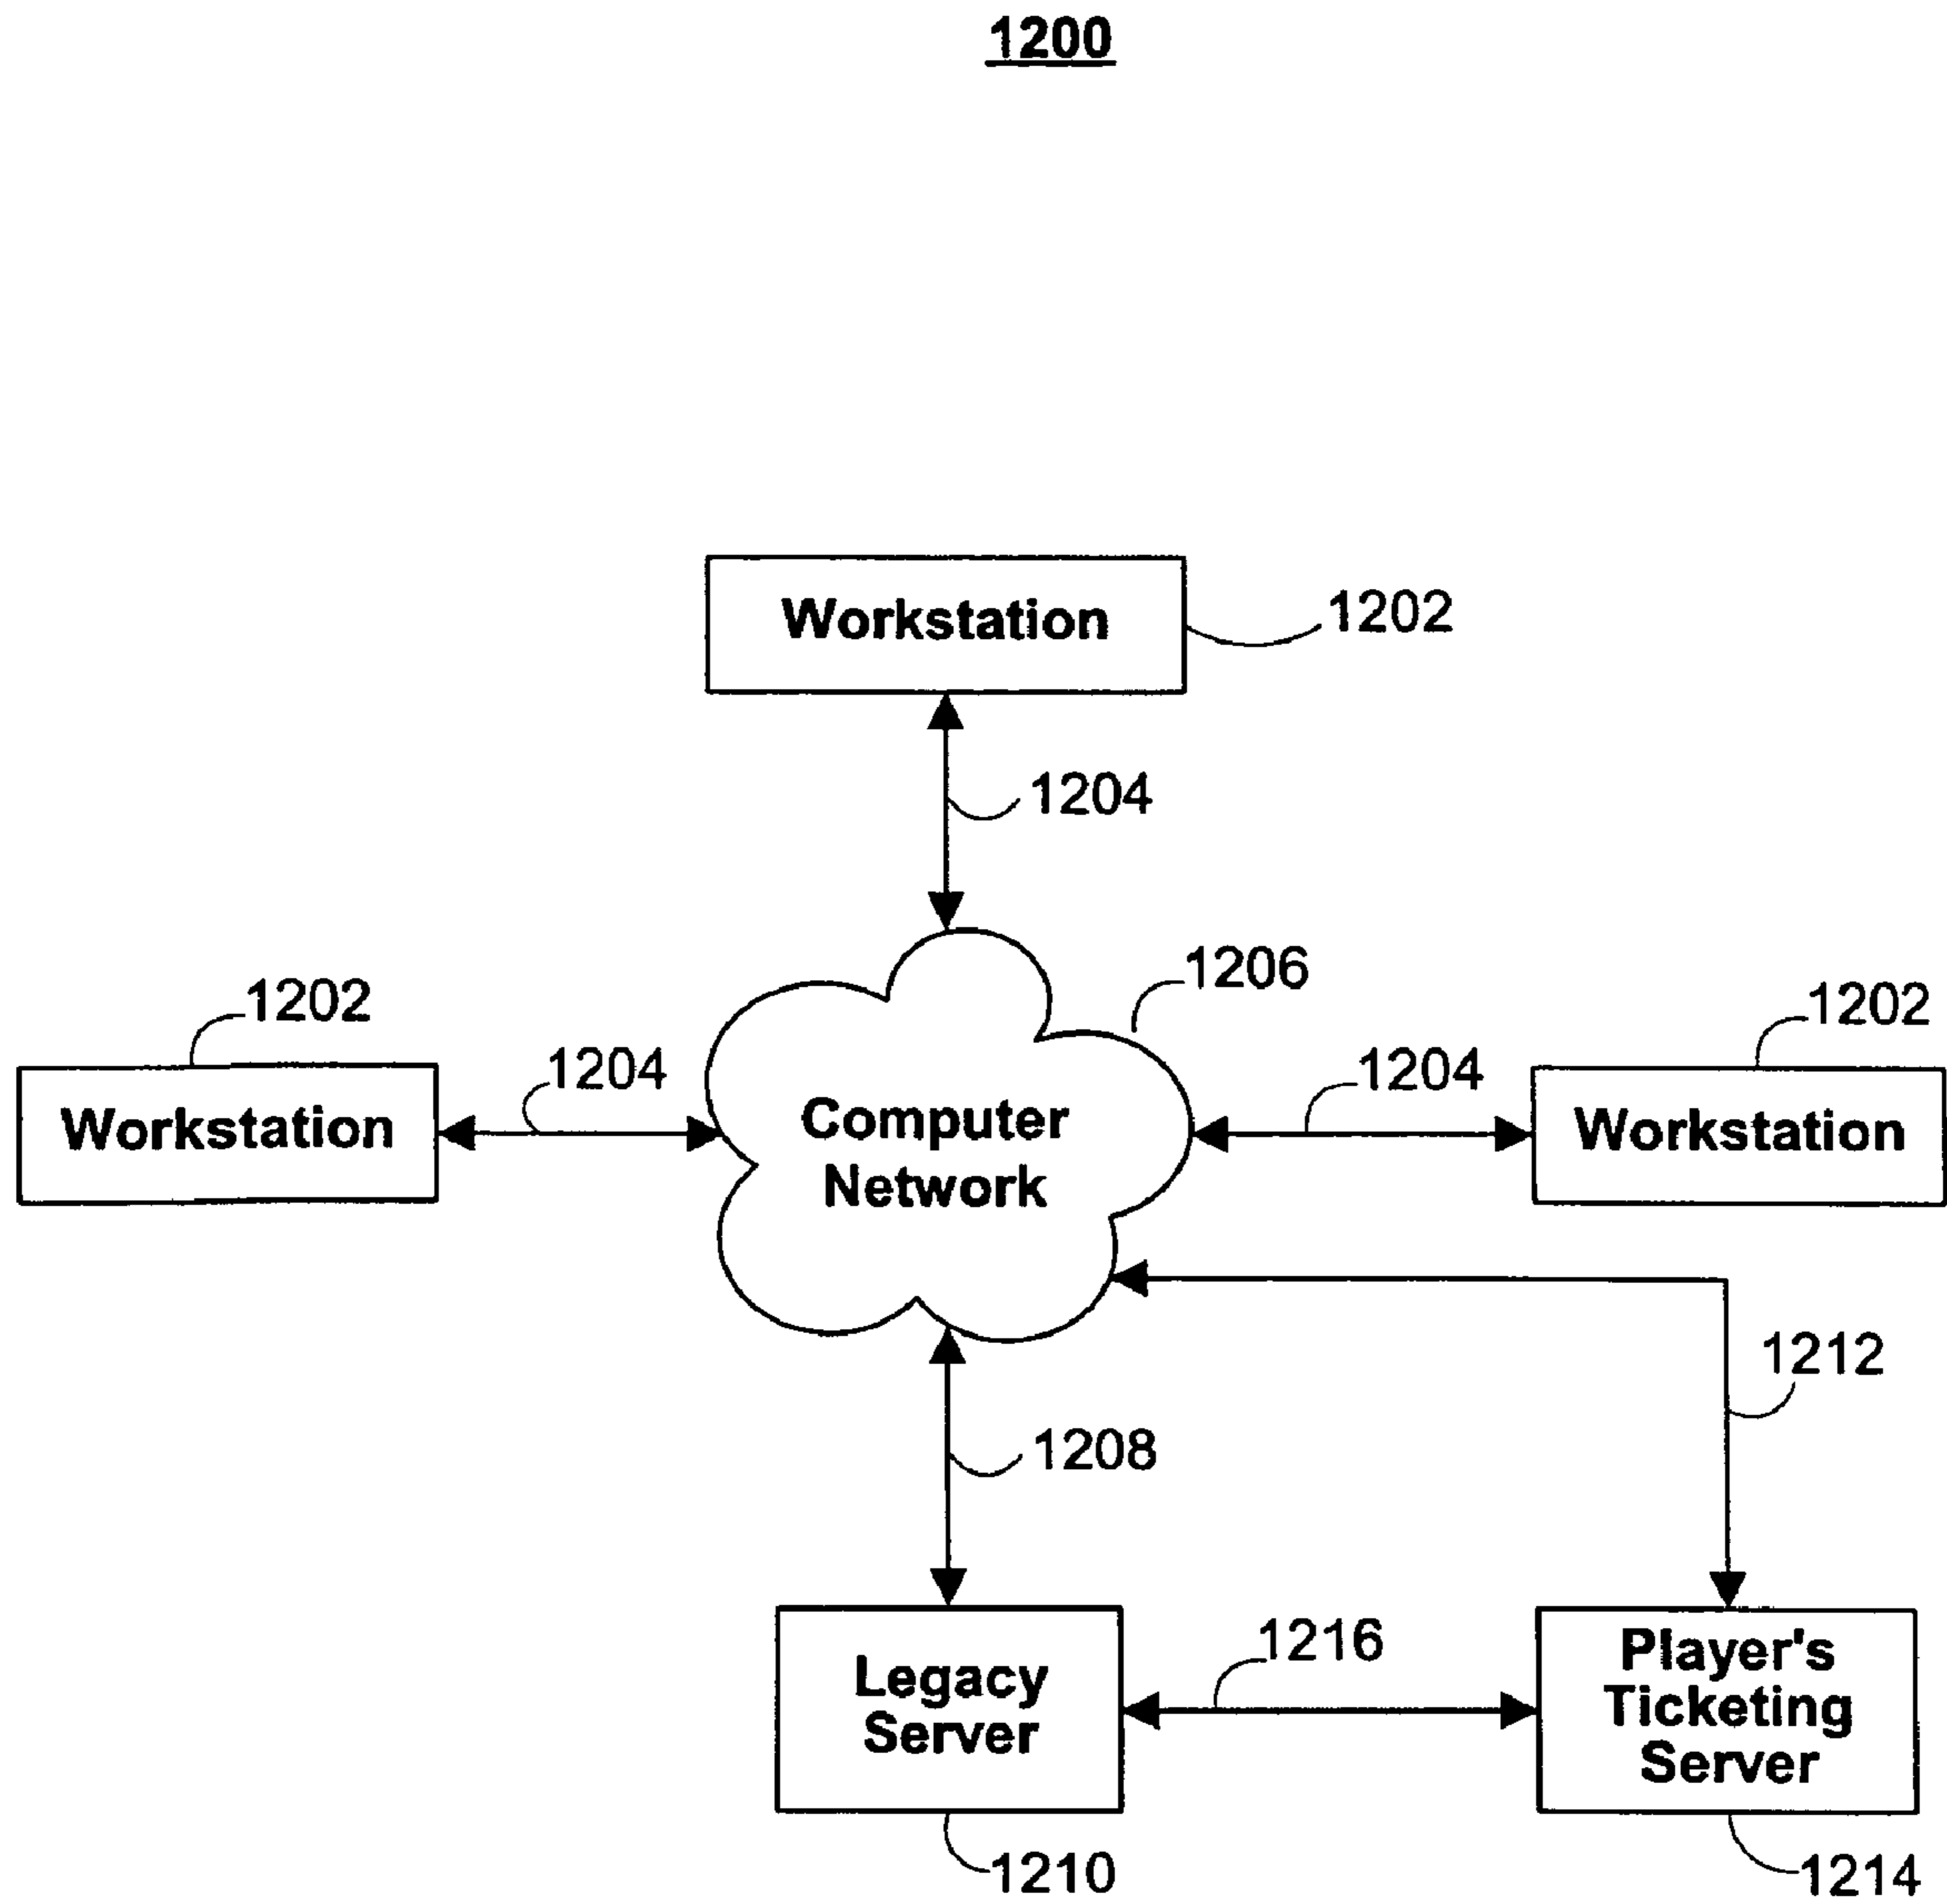 1200
Workstation
1202
1204
1206
1202
1202
1204
1204
Workstation
Computer
Network
Workstation
1212
1208
1216
Legacy
Server
Player's
Ticketing
Server
1210
1214